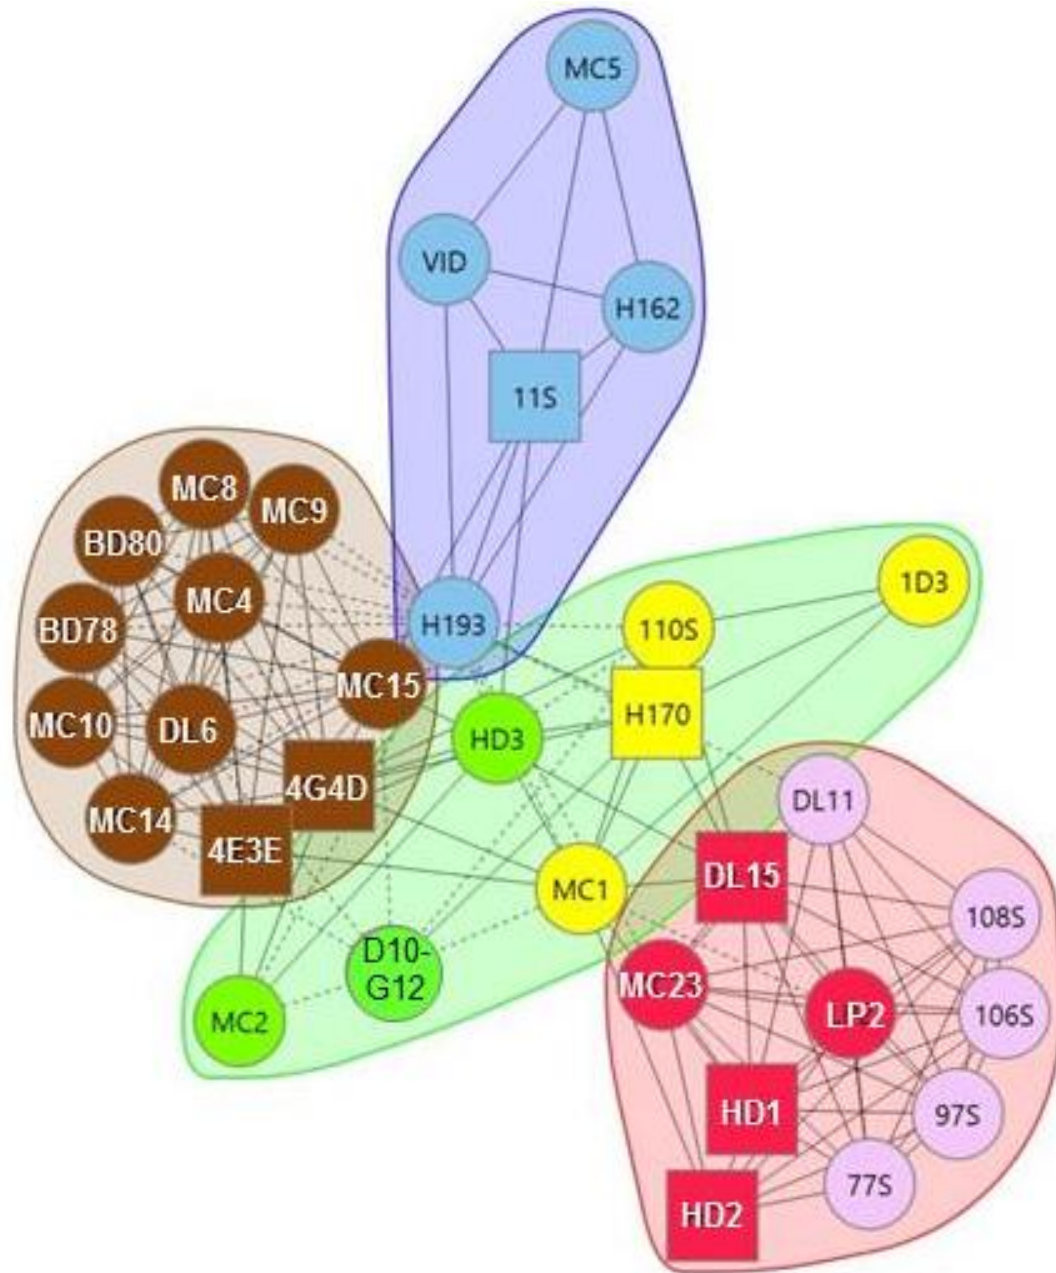 MC5
VID
H162
11S
MC8
MC9
BD80
MC4
BD78
H193
110S
1D3
MC15
MC10
DL6
H170
HD3
4G4D
MC14
DL11
4E3E
DL15
MC1
108S
D10-
G12
MC23
LP2
106S
MC2
HD1
97S
77S
HD2